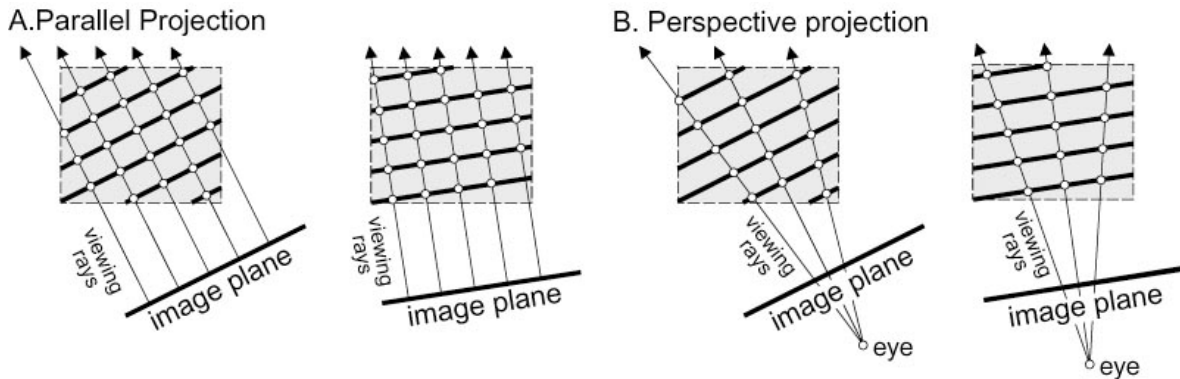 A.Parallel Projection
B. Perspective projection
viewing
rays
image plane
viewing
rays
image plane
viewing
rays
image plane
eye
viewing
rays
image plane
eye